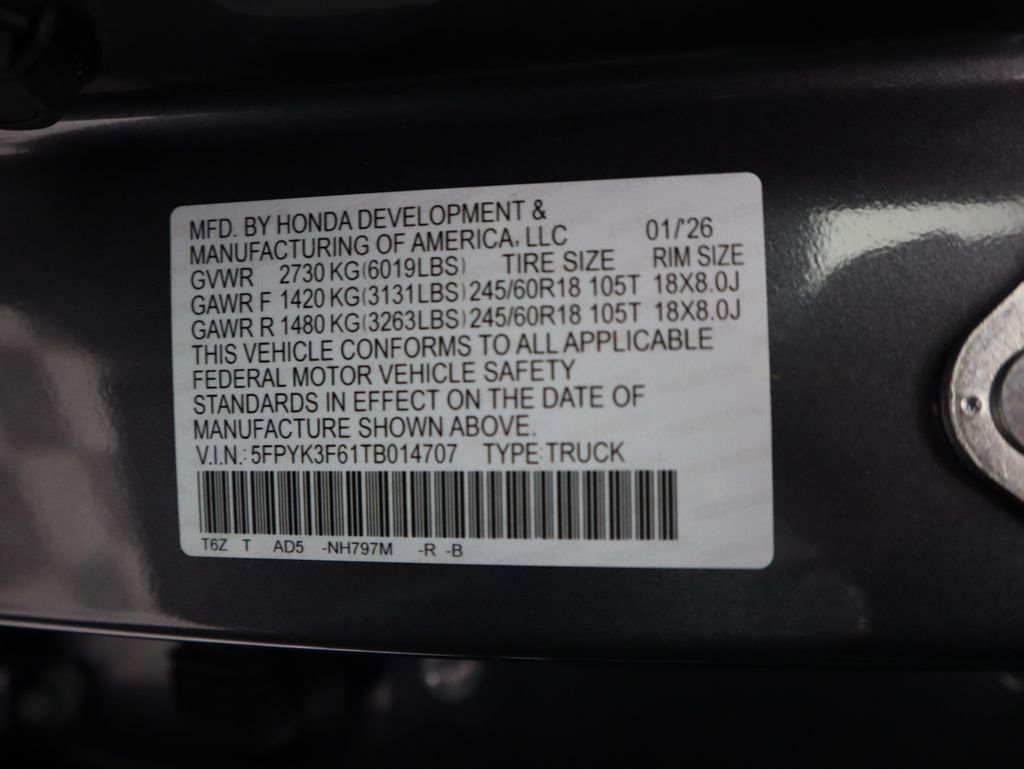 MFD. BY HONDA DEVELOPMENT &
MANUFACTURING OF AMERICA, LLC 01/'26
GVWR 2730 KG(6019LBS) TIRE SIZE RIM SIZE
GAWR F 1420 KG(3131LBS) 245/60R18 105T 18X8.0J
GAWR R 1480 KG(3263LBS) 245/60R18 105T 18X8.0J
THIS VEHICLE CONFORMS TO ALL APPLICABLE
FEDERAL MOTOR VEHICLE SAFETY
STANDARDS IN EFFECT ON THE DATE OF
MANUFACTURE SHOWN ABOVE.
V.I.N.: 5FPYK3F61TB014707 TYPE:TRUCK
T6Z T AD5 -NH797M -R -B